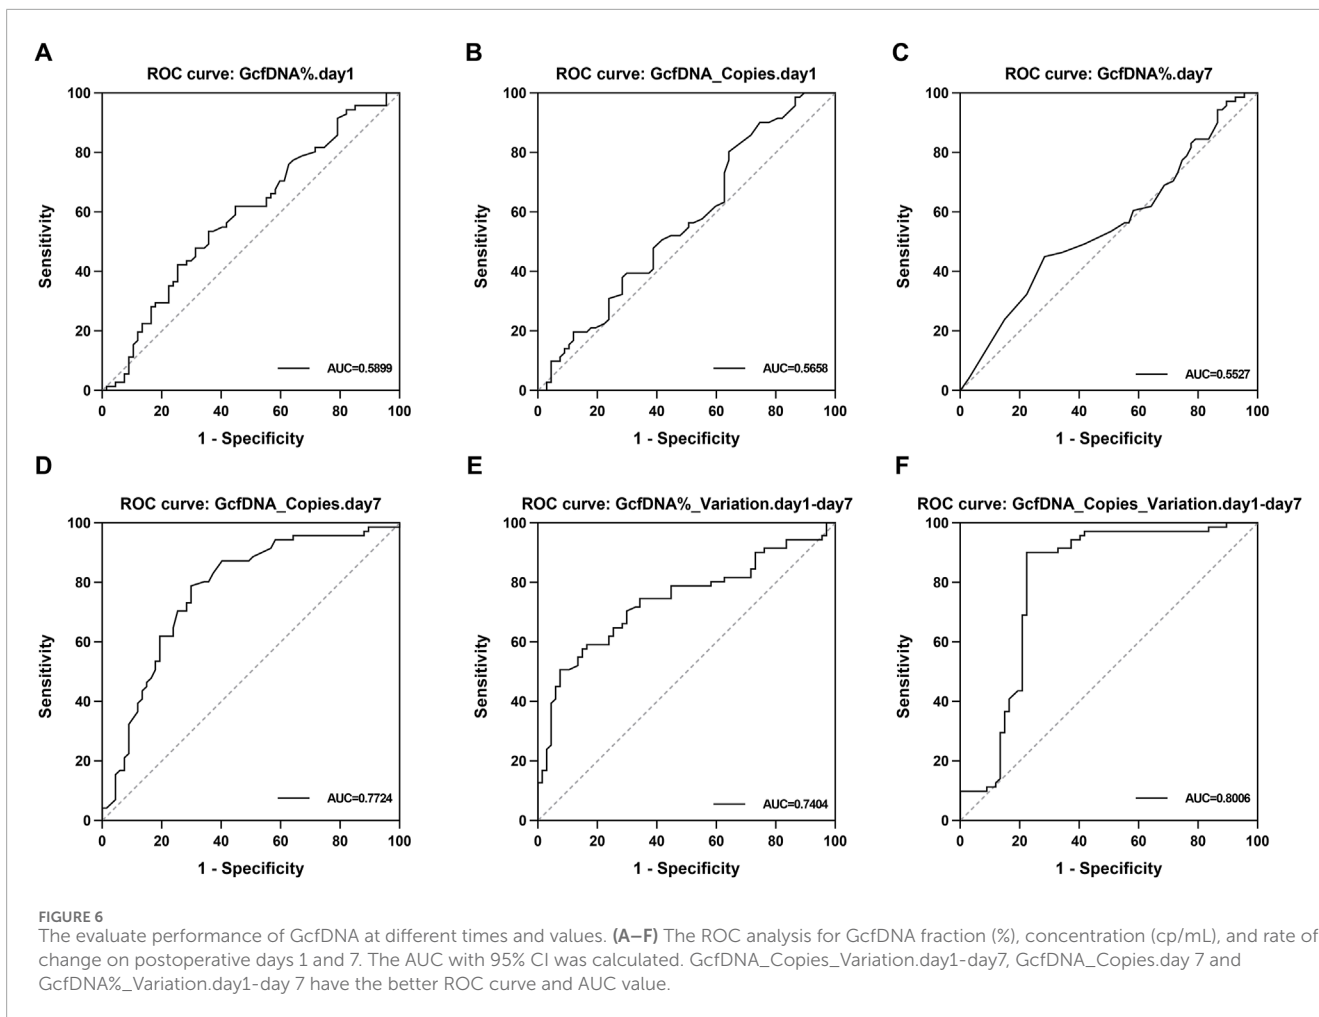 A
ROC curve: GcfDNA%.day1
100
80
60
40
20
0
Sensitivity
AUC=0.5899
0 20 40 60 80 100
1 - Specificity
B
ROC curve: GcfDNA_Copies.day1
100
80
60
40
20
0
Sensitivity
AUC=0.5658
0 20 40 60 80 100
1 - Specificity
C
ROC curve: GcfDNA%.day7
100
80
60
40
20
0
Sensitivity
AUC=0.5527
0 20 40 60 80 100
1 - Specificity
D
ROC curve: GcfDNA_Copies.day7
100
80
60
40
20
0
Sensitivity
AUC=0.7724
0 20 40 60 80 100
1 - Specificity
E
ROC curve: GcfDNA%_Variation.day1-day7
100
80
60
40
20
0
Sensitivity
AUC=0.7404
0 20 40 60 80 100
1 - Specificity
F
ROC curve: GcfDNA_Copies_Variation.day1-day7
100
80
60
40
20
0
Sensitivity
AUC=0.8006
0 20 40 60 80 100
1 - Specificity
FIGURE 6
The evaluate performance of GcfDNA at different times and values. (A–F) The ROC analysis for GcfDNA fraction (%), concentration (cp/mL), and rate of
change on postoperative days 1 and 7. The AUC with 95% CI was calculated. GcfDNA_Copies_Variation.day1-day7, GcfDNA_Copies.day 7 and
GcfDNA%_Variation.day1-day 7 have the better ROC curve and AUC value.